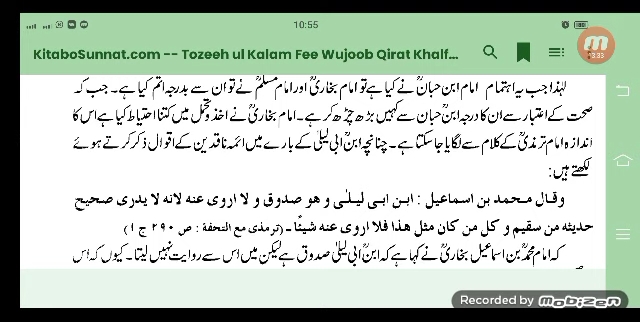 10:55
KitaboSunnat.com -- Tozeeh ul Kalam Fee Wujoob Qirat Khalf...
13:33
لہٰذا جب یہ اہتمام امام ابن حبانؒ نے کیا ہے تو امام بخاریؒ اور امام مسلمؒ نے تو ان سے بدرجہ اتم کیا ہے۔ جب کہ
صحت کے اعتبار سے ان کا درجہ ابن حبان سے کہیں بڑھ چڑھ کر ہے۔ امام بخاریؒ نے اخذ و تحمل میں کتنا احتیاط کیا ہے اس کا
اندازہ امام ترمذیؒ کے کلام سے لگایا جا سکتا ہے۔ چنانچہ ابن ابی لیلیٰ کے بارے میں ائمہ ناقدین کے اقوال ذکر کرتے ہوئے
لکھتے ہیں:
وقال محمد بن اسماعیل : ابن ابی لیلیٰ و ھو صدوق و لا اروی عنه لانه لا یدری صحیح
حدیثه من سقیم و کل من کان مثل ھذا فلا اروی عنه شیئًا۔ (ترمذی مع التحفة : ص ۲۹۰ ج ۱)
کہ امام محمدؒ بن اسماعیل بخاریؒ نے کہا ہے کہ ابن ابی لیلیٰ صدوق ہے لیکن میں اس سے روایت نہیں لیتا۔ کیوں کہ اُس
Recorded by mobizen